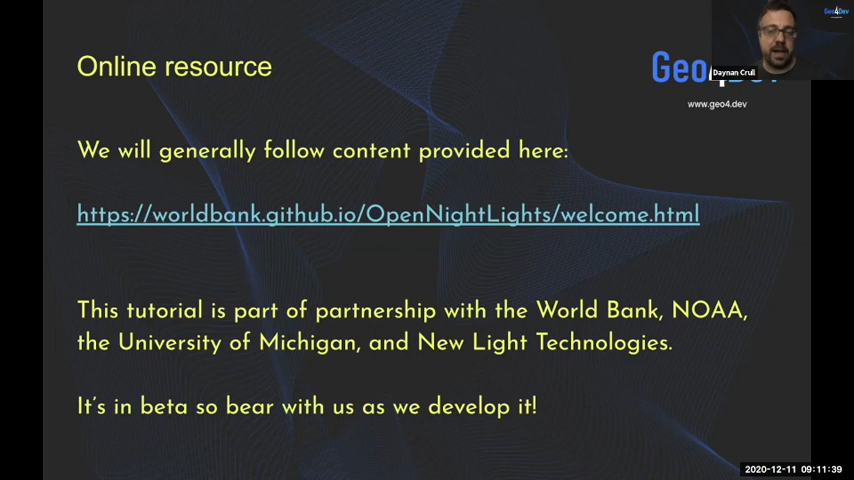 Online resource
Geo4Dev
www.geo4.dev
Geo4Dev
Daynan Crull
We will generally follow content provided here:
https://worldbank.github.io/OpenNightLights/welcome.html
This tutorial is part of partnership with the World Bank, NOAA,
the University of Michigan, and New Light Technologies.
It's in beta so bear with us as we develop it!
2020-12-11 09:11:39